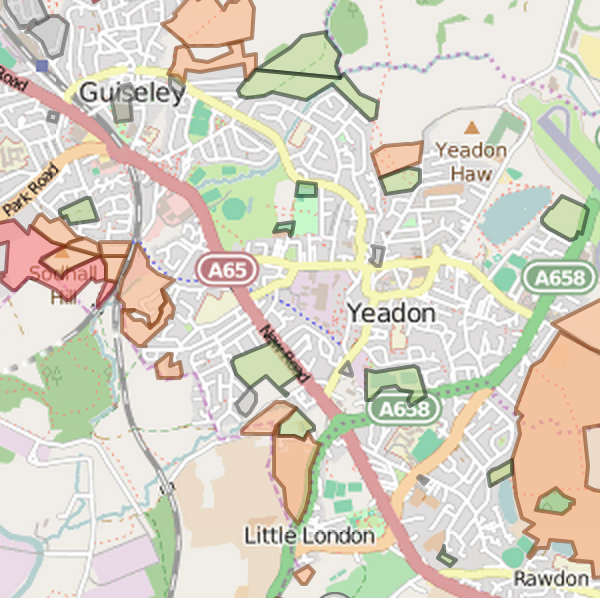 Road
Guiseley
Park Road
Yeadon
Haw
A65
A658
Southall
Hill
Yeadon
New Road
A658
Little London
Rawdon